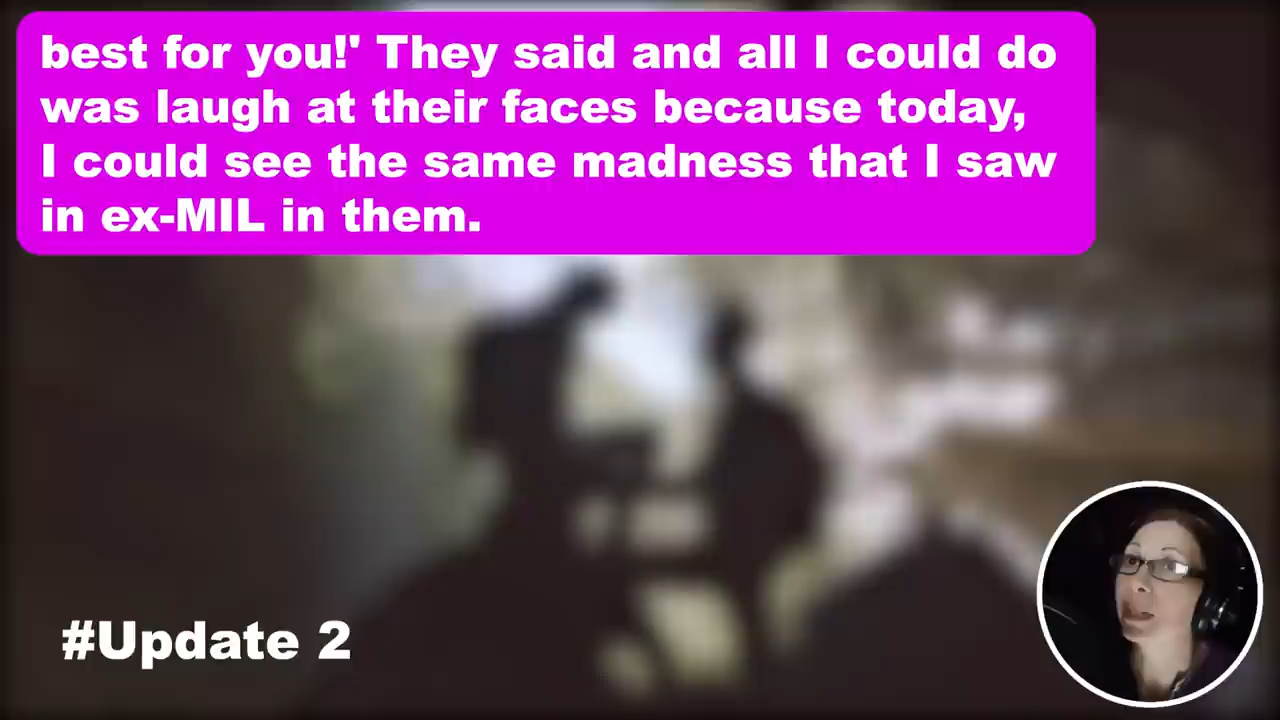 best for you!' They said and all I could do
was laugh at their faces because today,
I could see the same madness that I saw
in ex-MIL in them.
#Update 2